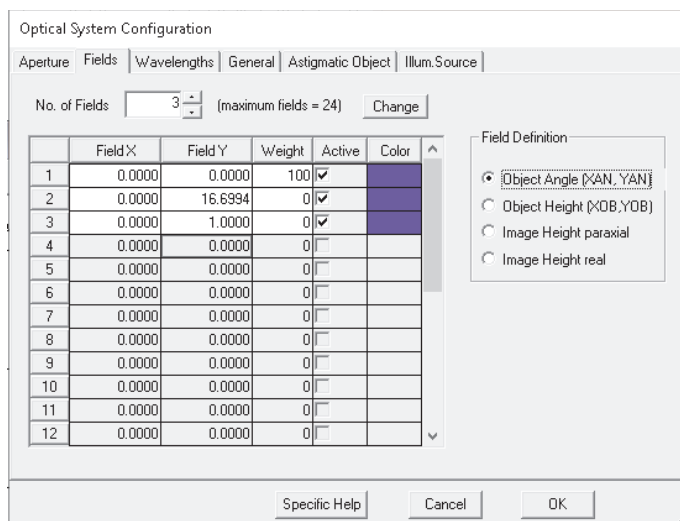 Optical System Configuration
Aperture Fields Wavelengths General Astigmatic Object Illum.Source
No. of Fields 3 (maximum fields = 24) Change
Field X Field Y Weight Active Color
1 0.0000 0.0000 100
2 0.0000 16.6994 0
3 0.0000 1.0000 0
4 0.0000 0.0000 0
5 0.0000 0.0000 0
6 0.0000 0.0000 0
7 0.0000 0.0000 0
8 0.0000 0.0000 0
9 0.0000 0.0000 0
10 0.0000 0.0000 0
11 0.0000 0.0000 0
12 0.0000 0.0000 0
Field Definition
Object Angle (XAN, YAN)
Object Height (XOB,YOB)
Image Height paraxial
Image Height real
Specific Help Cancel OK